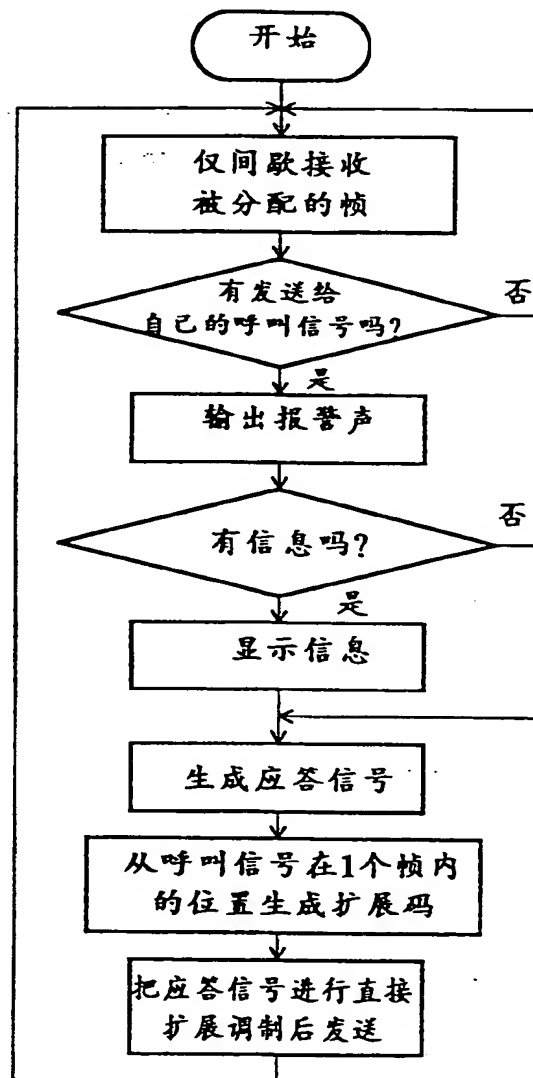 开始
仅间歇接收
被分配的帧
有发送给
自己的呼叫信号吗?
否
是
输出报警声
有信息吗?
否
是
显示信息
生成应答信号
从呼叫信号在1个帧内
的位置生成扩展码
把应答信号进行直接
扩展调制后发送